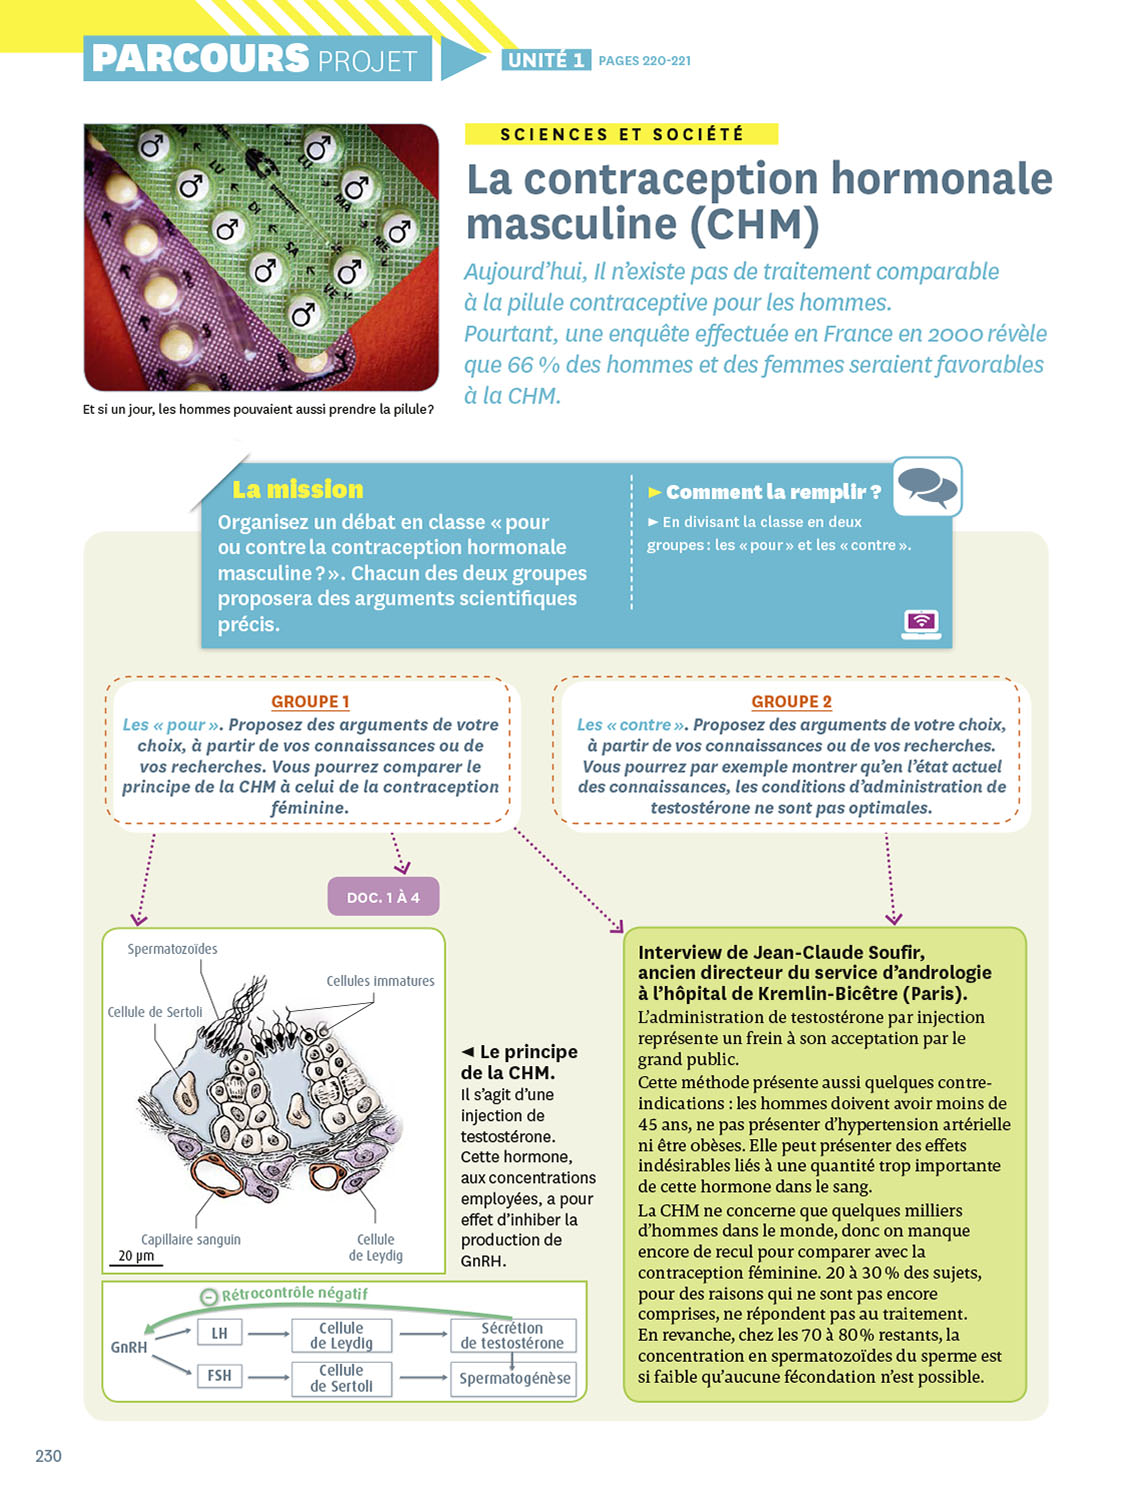 PARCOURS PROJET
UNITÉ 1 PAGES 220-221
SCIENCES ET SOCIÉTÉ
La contraception hormonale
masculine (CHM)
Aujourd'hui, Il n'existe pas de traitement comparable
à la pilule contraceptive pour les hommes.
Pourtant, une enquête effectuée en France en 2000 révèle
que 66 % des hommes et des femmes seraient favorables
à la CHM.
LU
DI
SA
VE
MA
ME
LU
Et si un jour, les hommes pouvaient aussi prendre la pilule?
La mission
Organisez un débat en classe « pour
ou contre la contraception hormonale
masculine ? ». Chacun des deux groupes
proposera des arguments scientifiques
précis.
► Comment la remplir ?
► En divisant la classe en deux
groupes : les « pour » et les « contre ».
GROUPE 1
Les « pour ». Proposez des arguments de votre
choix, à partir de vos connaissances ou de
vos recherches. Vous pourrez comparer le
principe de la CHM à celui de la contraception
féminine.
GROUPE 2
Les « contre ». Proposez des arguments de votre choix,
à partir de vos connaissances ou de vos recherches.
Vous pourrez par exemple montrer qu'en l'état actuel
des connaissances, les conditions d'administration de
testostérone ne sont pas optimales.
DOC. 1 À 4
Spermatozoïdes
Cellules immatures
Cellule de Sertoli
Capillaire sanguin
Cellule
de Leydig
20 µm
◄ Le principe
de la CHM.
Il s'agit d'une
injection de
testostérone.
Cette hormone,
aux concentrations
employées, a pour
effet d'inhiber la
production de
GnRH.
– Rétrocontrôle négatif
GnRH
LH
Cellule
de Leydig
Sécrétion
de testostérone
FSH
Cellule
de Sertoli
Spermatogénèse
Interview de Jean-Claude Soufir,
ancien directeur du service d'andrologie
à l'hôpital de Kremlin-Bicêtre (Paris).
L'administration de testostérone par injection
représente un frein à son acceptation par le
grand public.
Cette méthode présente aussi quelques contre-
indications : les hommes doivent avoir moins de
45 ans, ne pas présenter d'hypertension artérielle
ni être obèses. Elle peut présenter des effets
indésirables liés à une quantité trop importante
de cette hormone dans le sang.
La CHM ne concerne que quelques milliers
d'hommes dans le monde, donc on manque
encore de recul pour comparer avec la
contraception féminine. 20 à 30 % des sujets,
pour des raisons qui ne sont pas encore
comprises, ne répondent pas au traitement.
En revanche, chez les 70 à 80 % restants, la
concentration en spermatozoïdes du sperme est
si faible qu'aucune fécondation n'est possible.
230